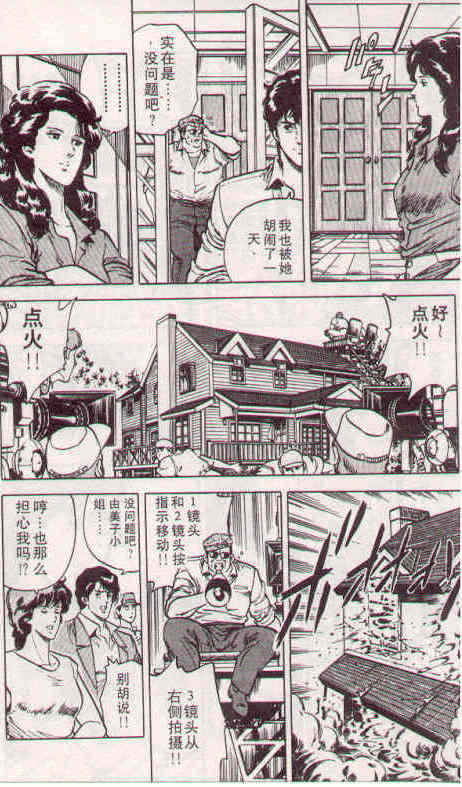 我也被她
胡闹了一
天、
实在是……
，没问题吧？
…………
…………
好～
点火!!
点火!!
1镜头
和2镜头按
指示移动!!
3镜头从
右侧拍摄!!
没问题吧？
由美子小
姐……
哼…也那么
担心我吗!?
别胡说!!